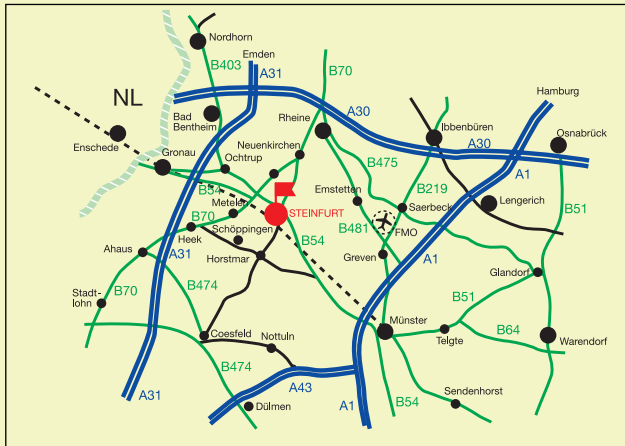 Nordhorn
Emden
B403
A31
B70
Hamburg
NL
A30
Bad
Bentheim
Rheine
Ibbenbüren
Osnabrück
Enschede
Neuenkirchen
A30
Gronau
Ochtrup
B475
A1
B54
Emstetten
B219
Metelen
STEINFURT
Saerbeck
Lengerich
B51
B70
Schöppingen
B481
FMO
Heek
B54
Ahaus
A31
Horstmar
Greven
A1
Glandorf
B70
B474
Stadt-
lohn
B51
Münster
Coesfeld
Nottuln
Telgte
B64
Warendorf
B474
A43
Sendenhorst
A31
Dülmen
A1
B54